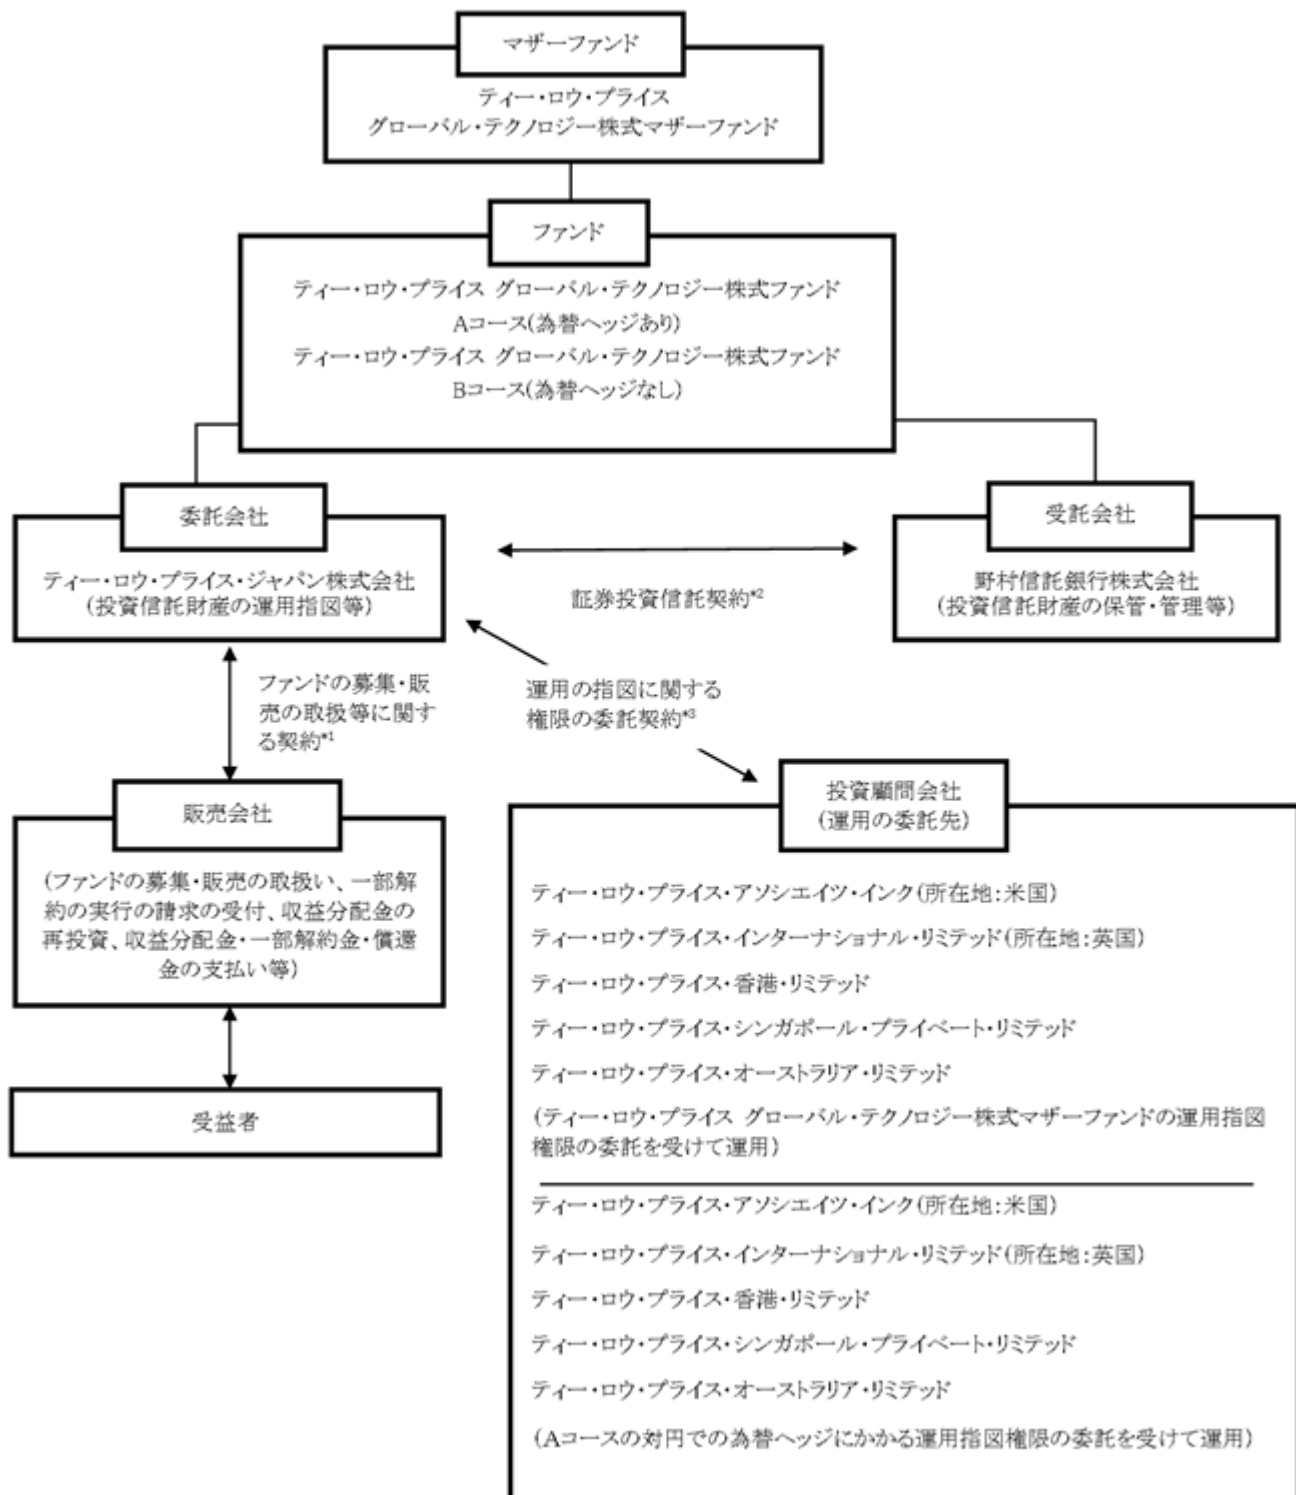 マザーファンド
ティー・ロウ・プライス
グローバル・テクノロジー株式マザーファンド
ファンド
ティー・ロウ・プライス グローバル・テクノロジー株式ファンド
Aコース(為替ヘッジあり)
ティー・ロウ・プライス グローバル・テクノロジー株式ファンド
Bコース(為替ヘッジなし)
委託会社
ティー・ロウ・プライス・ジャパン株式会社
(投資信託財産の運用指図等)
証券投資信託契約*2
受託会社
野村信託銀行株式会社
(投資信託財産の保管・管理等)
ファンドの募集・販
売の取扱等に関す
る契約*1
運用の指図に関する
権限の委託契約*3
販売会社
(ファンドの募集・販売の取扱い、一部解
約の実行の請求の受付、収益分配金の
再投資、収益分配金・一部解約金・償還
金の支払い等)
受益者
投資顧問会社
(運用の委託先)
ティー・ロウ・プライス・アソシエイツ・インク(所在地:米国)
ティー・ロウ・プライス・インターナショナル・リミテッド(所在地:英国)
ティー・ロウ・プライス・香港・リミテッド
ティー・ロウ・プライス・シンガポール・プライベート・リミテッド
ティー・ロウ・プライス・オーストラリア・リミテッド
(ティー・ロウ・プライス グローバル・テクノロジー株式マザーファンドの運用指図
権限の委託を受けて運用)
ティー・ロウ・プライス・アソシエイツ・インク(所在地:米国)
ティー・ロウ・プライス・インターナショナル・リミテッド(所在地:英国)
ティー・ロウ・プライス・香港・リミテッド
ティー・ロウ・プライス・シンガポール・プライベート・リミテッド
ティー・ロウ・プライス・オーストラリア・リミテッド
(Aコースの対円での為替ヘッジにかかる運用指図権限の委託を受けて運用)